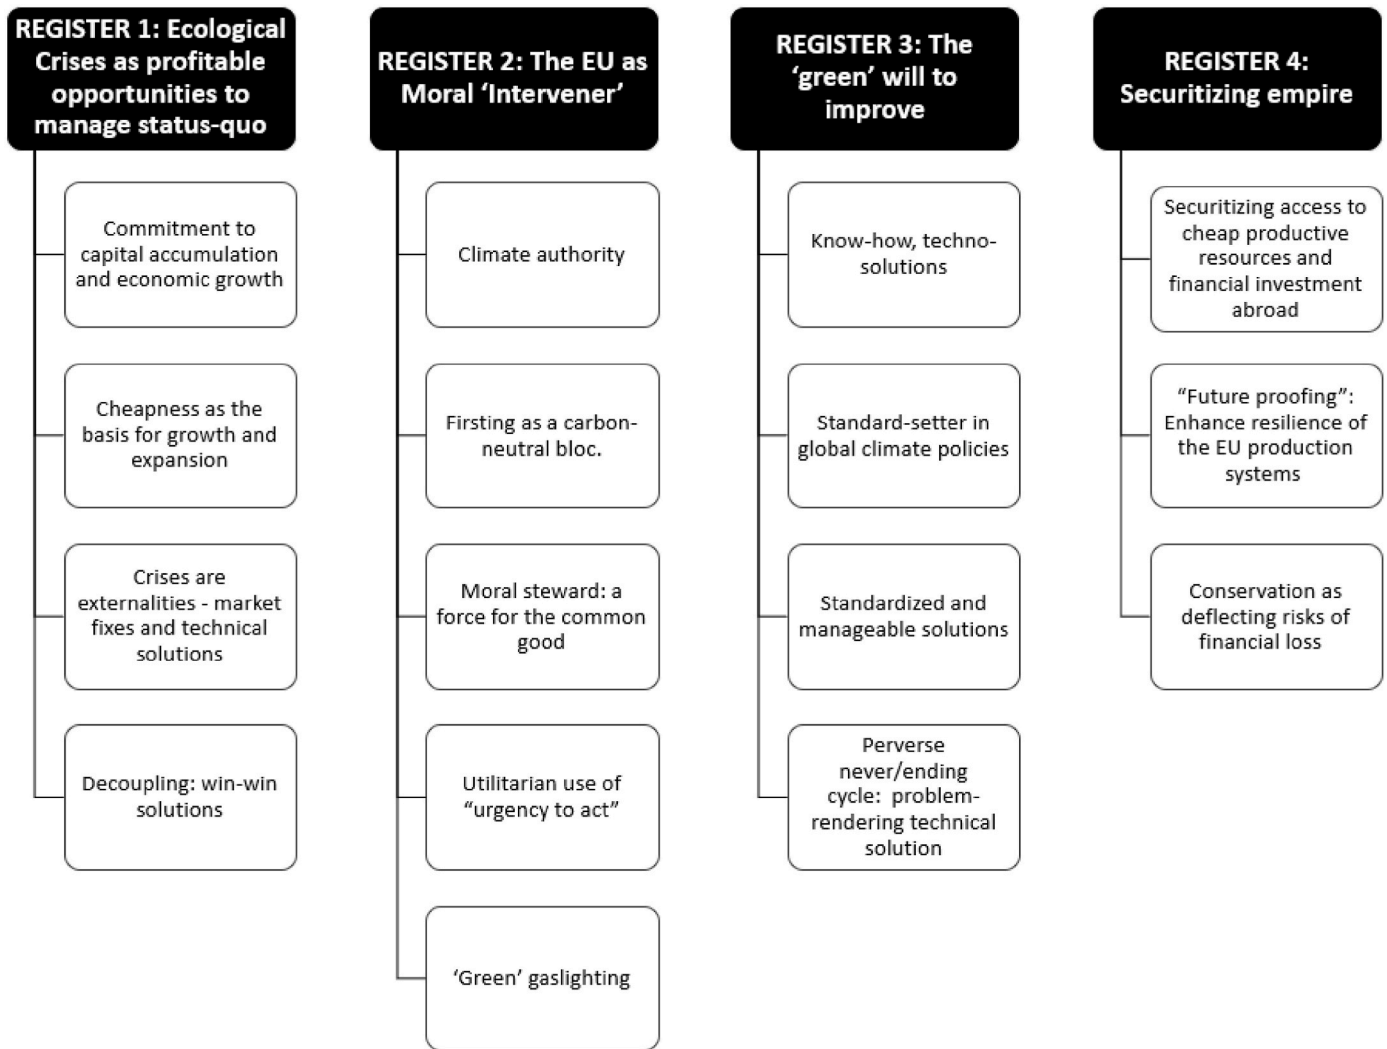 REGISTER 1: Ecological
Crises as profitable
opportunities to
manage status-quo
Commitment to
capital accumulation
and economic growth
Cheapness as the
basis for growth and
expansion
Crises are
externalities - market
fixes and technical
solutions
Decoupling: win-win
solutions
REGISTER 2: The EU as
Moral ‘Intervener’
Climate authority
Firsting as a carbon-
neutral bloc.
Moral steward: a
force for the common
good
Utilitarian use of
“urgency to act”
‘Green’ gaslighting
REGISTER 3: The
‘green’ will to
improve
Know-how, techno-
solutions
Standard-setter in
global climate policies
Standardized and
manageable solutions
Perverse
never/ending
cycle: problem-
rendering technical
solution
REGISTER 4:
Securitizing empire
Securitizing access to
cheap productive
resources and
financial investment
abroad
“Future proofing”:
Enhance resilience of
the EU production
systems
Conservation as
deflecting risks of
financial loss